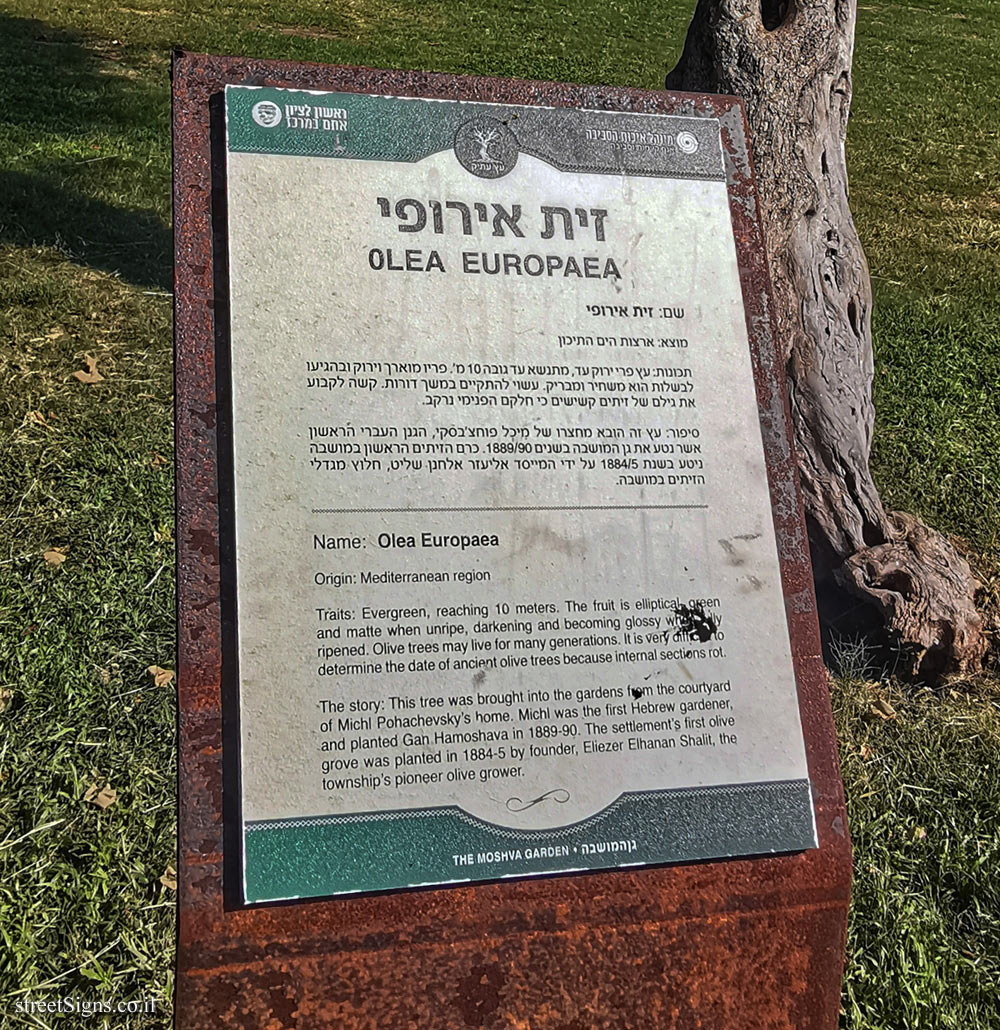 ראשון לציון
אתם במרכז
מינהל איכות הסביבה
עץ עתיק
זית אירופי
OLEA EUROPAEA
שם: זית אירופי
מוצא: ארצות הים התיכון
תכונות: עץ פרי ירוק עד, מתנשא עד גובה 10 מ'. פריו מוארך וירוק ובהגיעו
לבשלות הוא משחיר ומבריק. עשוי להתקיים במשך דורות. קשה לקבוע
את גילם של זיתים קשישים כי חלקם הפנימי נרקב.
סיפור: עץ זה הובא מחצרו של מיכל פוחצ'בסקי, הגנן העברי הראשון
אשר נטע את גן המושבה בשנים 1889/90. כרם הזיתים הראשון במושבה
ניטע בשנת 1884/5 על ידי המייסד אליעזר אלחנן שליט, חלוץ מגדלי
הזיתים במושבה.
Name: Olea Europaea
Origin: Mediterranean region
Traits: Evergreen, reaching 10 meters. The fruit is elliptical, green
and matte when unripe, darkening and becoming glossy when fully
ripened. Olive trees may live for many generations. It is very difficult to
determine the date of ancient olive trees because internal sections rot.
The story: This tree was brought into the gardens from the courtyard
of Michl Pohachevsky's home. Michl was the first Hebrew gardener,
and planted Gan Hamoshava in 1889-90. The settlement's first olive
grove was planted in 1884-5 by founder, Eliezer Elhanan Shalit, the
township's pioneer olive grower.
THE MOSHVA GARDEN • גן המושבה
streetSigns.co.il